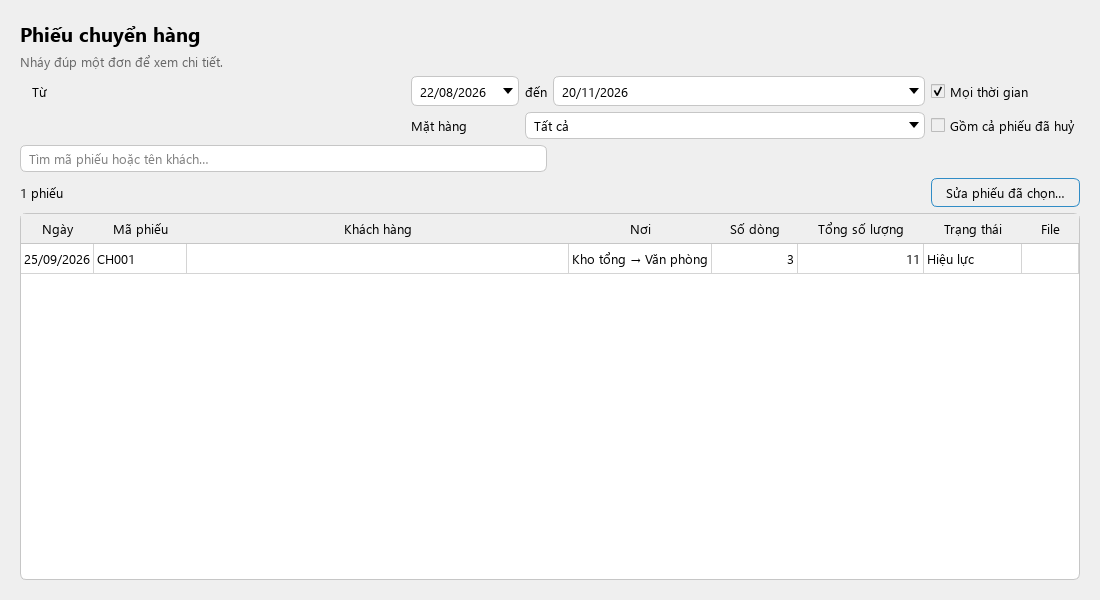 Phiếu chuyển hàng
Nháy đúp một đơn để xem chi tiết.
Từ 22/08/2026 đến 20/11/2026 Mọi thời gian
Mặt hàng Tất cả Gồm cả phiếu đã huỷ
Tìm mã phiếu hoặc tên khách...
1 phiếu Sửa phiếu đã chọn...
Ngày Mã phiếu Khách hàng Nơi Số dòng Tổng số lượng Trạng thái File
25/09/2026 CH001 Kho tổng → Văn phòng 3 11 Hiệu lực